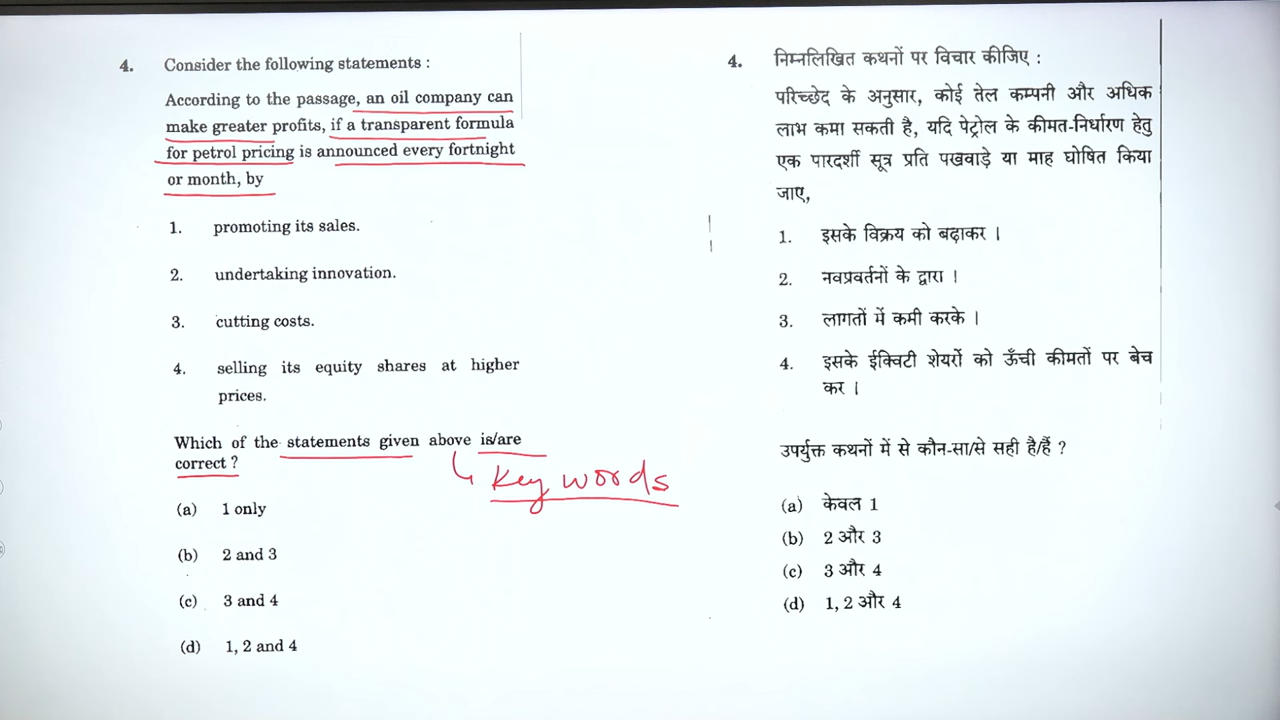 4. Consider the following statements :
According to the passage, an oil company can
make greater profits, if a transparent formula
for petrol pricing is announced every fortnight
or month, by
1. promoting its sales.
2. undertaking innovation.
3. cutting costs.
4. selling its equity shares at higher
prices.
Which of the statements given above is/are
correct ?
Key words
(a) 1 only
(b) 2 and 3
(c) 3 and 4
(d) 1, 2 and 4
4. निम्नलिखित कथनों पर विचार कीजिए :
परिच्छेद के अनुसार, कोई तेल कम्पनी और अधिक
लाभ कमा सकती है, यदि पेट्रोल के कीमत-निर्धारण हेतु
एक पारदर्शी सूत्र प्रति पखवाड़े या माह घोषित किया
जाए,
1. इसके विक्रय को बढ़ाकर ।
2. नवप्रवर्तनों के द्वारा ।
3. लागतों में कमी करके ।
4. इसके ईक्विटी शेयरों को ऊँची कीमतों पर बेच
कर ।
उपर्युक्त कथनों में से कौन-सा/से सही है/हैं ?
(a) केवल 1
(b) 2 और 3
(c) 3 और 4
(d) 1, 2 और 4